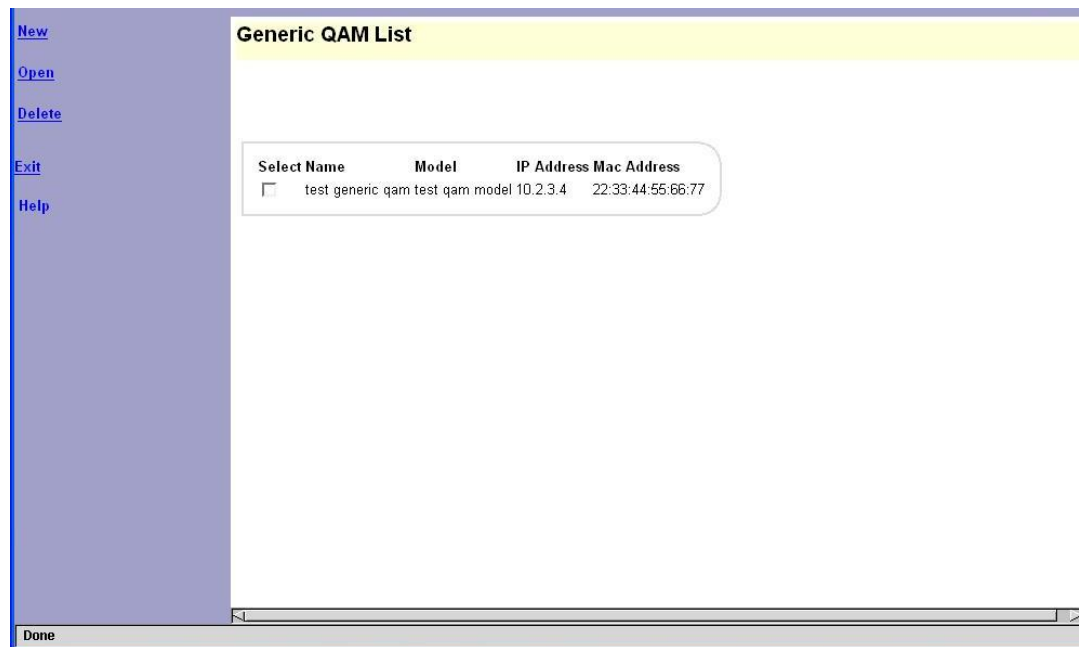 New
Open
Delete
Exit
Help
Generic QAM List
Select Name Model IP Address Mac Address
test generic qam test qam model 10.2.3.4 22:33:44:55:66:77
Done